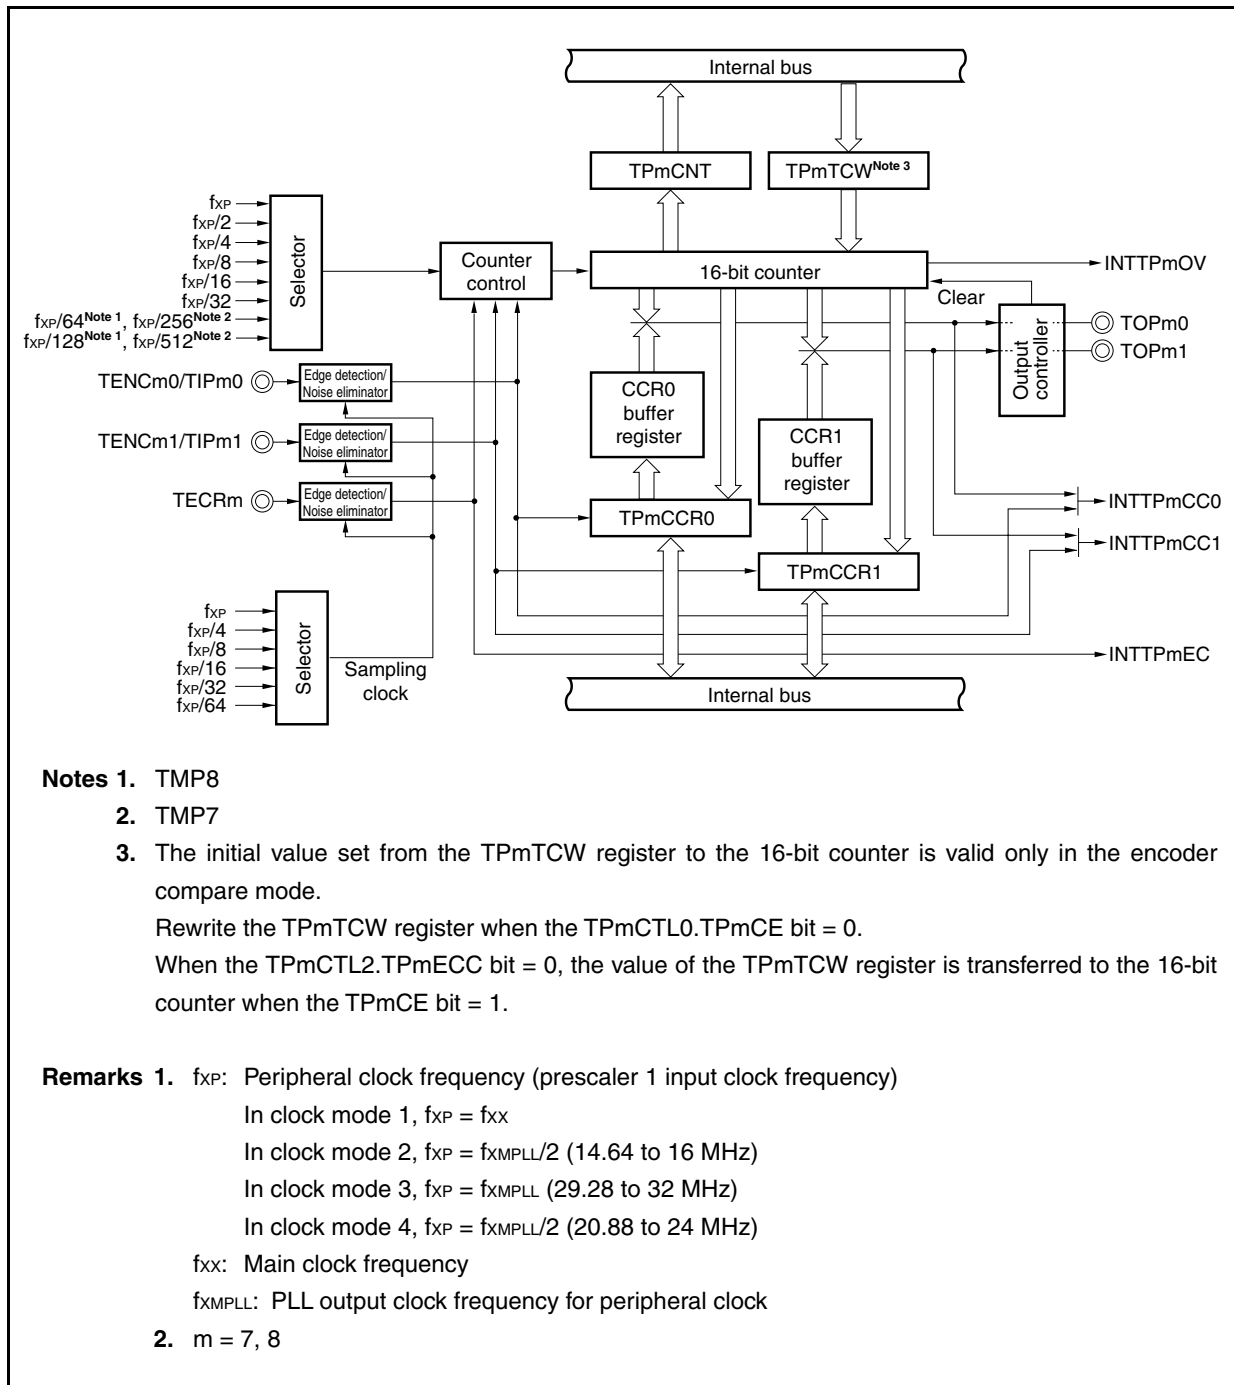 Internal bus
TPmCNT
TPmTCW Note 3
fXP
fXP/2
fXP/4
fXP/8
fXP/16
fXP/32
fXP/64 Note 1, fXP/256 Note 2
fXP/128 Note 1, fXP/512 Note 2
Selector
Counter
control
16-bit counter
INTTPmOV
Clear
TOPm0
TOPm1
Output
controller
TENCm0/TIPm0
Edge detection/
Noise eliminator
TENCm1/TIPm1
Edge detection/
Noise eliminator
TECRm
Edge detection/
Noise eliminator
CCR0
buffer
register
CCR1
buffer
register
TPmCCR0
TPmCCR1
INTTPmCC0
INTTPmCC1
INTTPmEC
fXP
fXP/4
fXP/8
fXP/16
fXP/32
fXP/64
Selector
Sampling
clock
Internal bus
Notes 1. TMP8
2. TMP7
3. The initial value set from the TPmTCW register to the 16-bit counter is valid only in the encoder
compare mode.
Rewrite the TPmTCW register when the TPmCTL0.TPmCE bit = 0.
When the TPmCTL2.TPmECC bit = 0, the value of the TPmTCW register is transferred to the 16-bit
counter when the TPmCE bit = 1.
Remarks 1. fXP: Peripheral clock frequency (prescaler 1 input clock frequency)
In clock mode 1, fXP = fXX
In clock mode 2, fXP = fXMPLL/2 (14.64 to 16 MHz)
In clock mode 3, fXP = fXMPLL (29.28 to 32 MHz)
In clock mode 4, fXP = fXMPLL/2 (20.88 to 24 MHz)
fXX: Main clock frequency
fXMPLL: PLL output clock frequency for peripheral clock
2. m = 7, 8